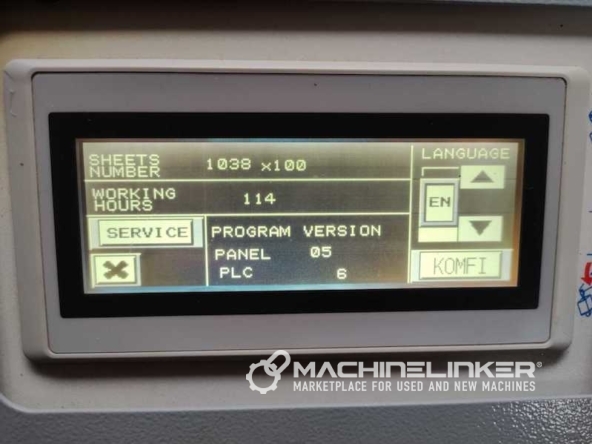 SHEETS
NUMBER
1038 x100
LANGUAGE
WORKING
HOURS
114
EN
SERVICE
PROGRAM VERSION
PANEL 05
PLC 6
KOMFI
MACHINELINKER®
MARKETPLACE FOR USED AND NEW MACHINES